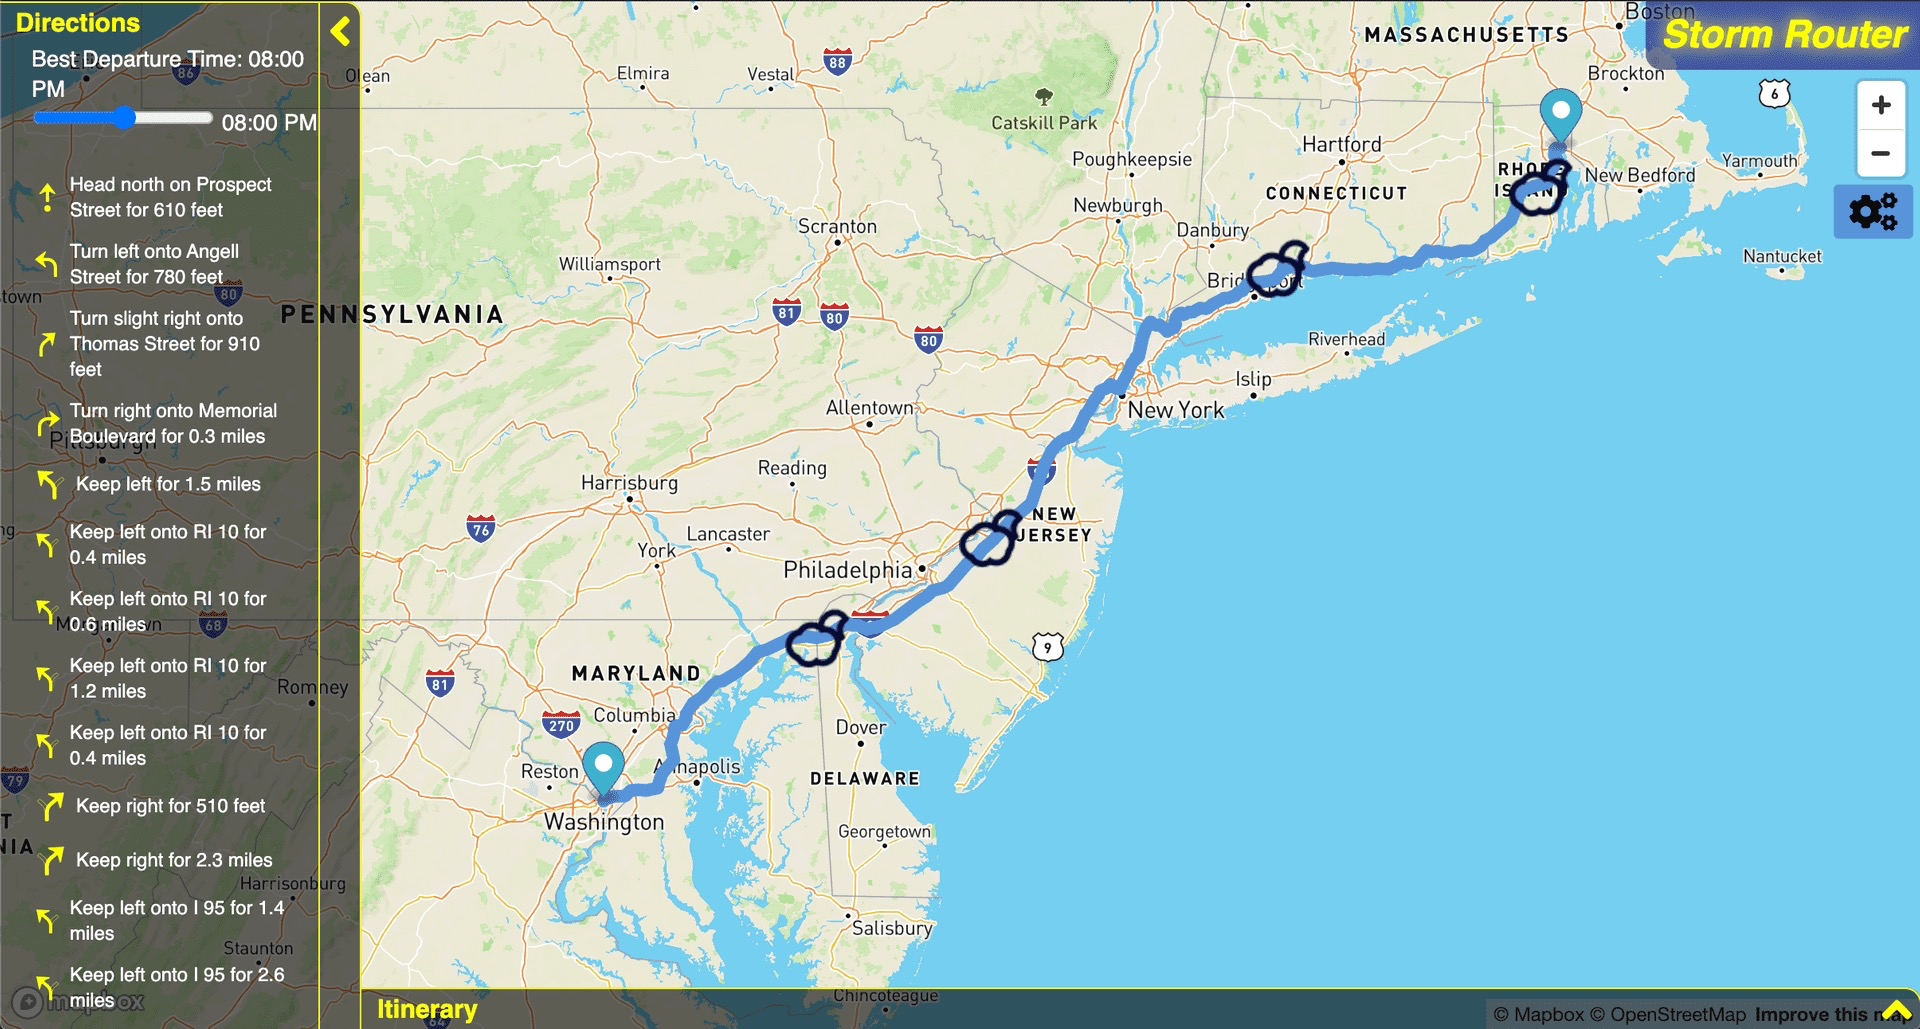 Directions
Best Departure Time: 08:00
PM
08:00 PM
Head north on Prospect
Street for 610 feet
Turn left onto Angell
Street for 780 feet
Turn slight right onto
Thomas Street for 910
feet
Turn right onto Memorial
Boulevard for 0.3 miles
Keep left for 1.5 miles
Keep left onto RI 10 for
0.4 miles
Keep left onto RI 10 for
0.6 miles
Keep left onto RI 10 for
1.2 miles
Keep left onto RI 10 for
0.4 miles
Keep right for 510 feet
Keep right for 2.3 miles
Keep left onto I 95 for 1.4
miles
Keep left onto I 95 for 2.6
miles
mapbox
Storm Router
+
−
Boston
MASSACHUSETTS
88
Elmira
Vestal
Olean
86
Brockton
6
Catskill Park
Hartford
Poughkeepsie
Yarmouth
New Bedford
CONNECTICUT
Newburgh
Scranton
Danbury
Nantucket
Williamsport
80
PENNSYLVANIA
81
80
80
Riverhead
Islip
New York
Allentown
Pittsburgh
Reading
Harrisburg
NEW
JERSEY
76
Lancaster
York
Philadelphia
68
9
MARYLAND
81
Romney
Columbia
270
Dover
Reston
Annapolis
DELAWARE
79
Washington
Georgetown
Harrisonburg
Salisbury
Staunton
Chincoteague
64
Itinerary
© Mapbox © OpenStreetMap Improve this map